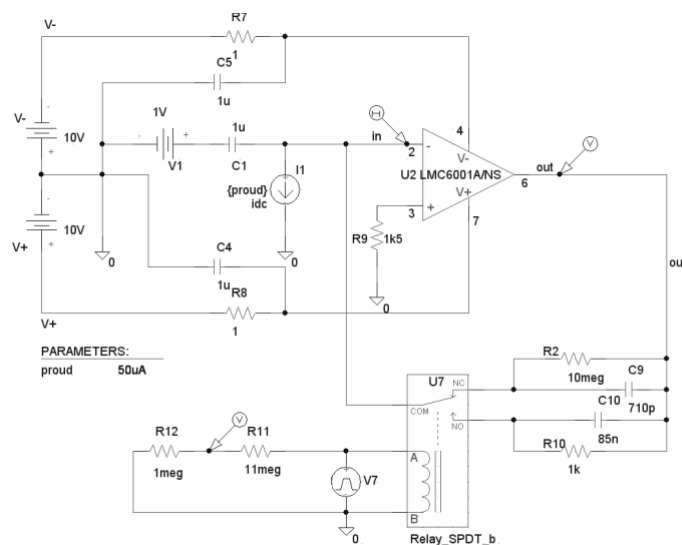 V-
R7
1
C5
1u
V-
10V
1V
V1
1u
C1
in
2
-
4
V-
U2 LMC6001A/NS
V+
out
6
I1
{proud}
idc
3
+
7
R9
1k5
0
10V
V+
0
0
C4
1u
R8
1
V+
ou
PARAMETERS:
proud 50uA
U7
NC
COM
NO
R2
10meg
C9
710p
C10
85n
R10
1k
R12
1meg
R11
11meg
V7
A
B
0
Relay_SPDT_b